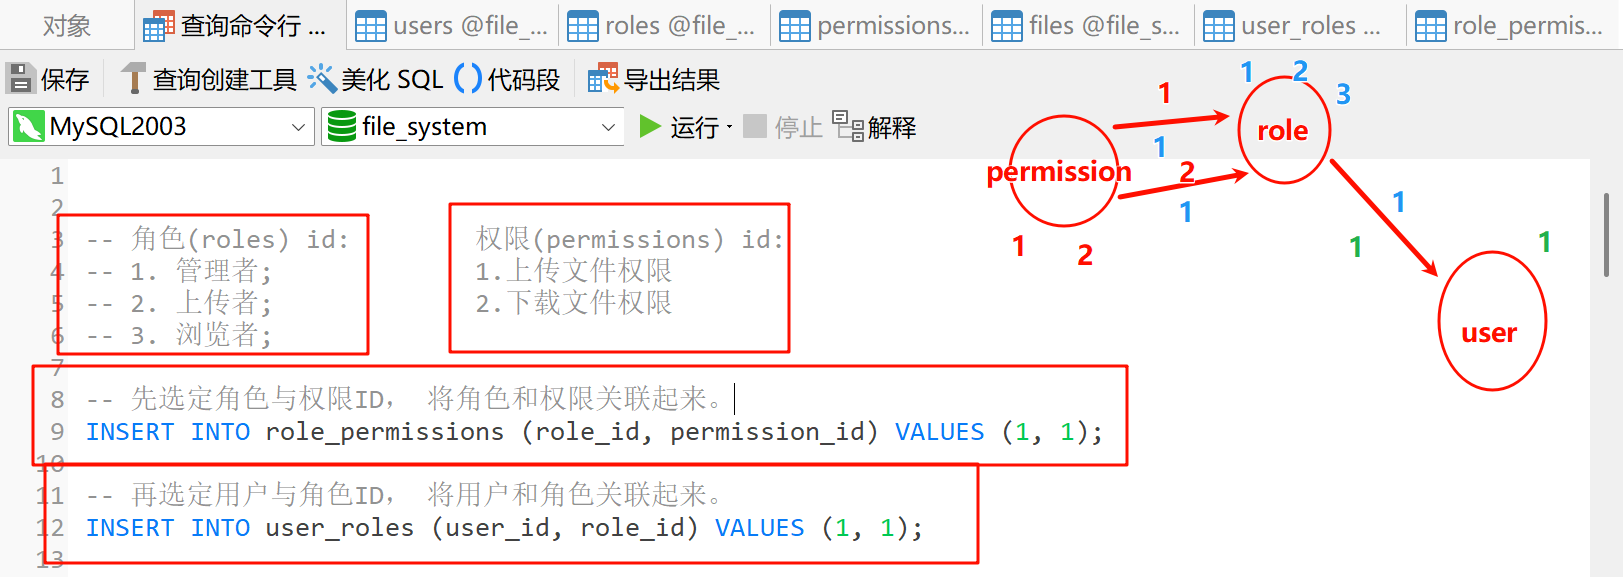 对象 查询命令行 ... users @file_... roles @file_... permissions... files @file_s... user_roles ... role_permis...
保存 查询创建工具 美化 SQL 代码段 导出结果
MySQL2003 file_system 运行 停止 解释
1 1 2 3
role
1
permission 2
1
1 2
1 1 1
user
1
2
3 -- 角色(roles) id: 权限(permissions) id:
4 -- 1. 管理者; 1.上传文件权限
5 -- 2. 上传者; 2.下载文件权限
6 -- 3. 浏览者;
7
8 -- 先选定角色与权限ID， 将角色和权限关联起来。
9 INSERT INTO role_permissions (role_id, permission_id) VALUES (1, 1);
10
11 -- 再选定用户与角色ID， 将用户和角色关联起来。
12 INSERT INTO user_roles (user_id, role_id) VALUES (1, 1);
13